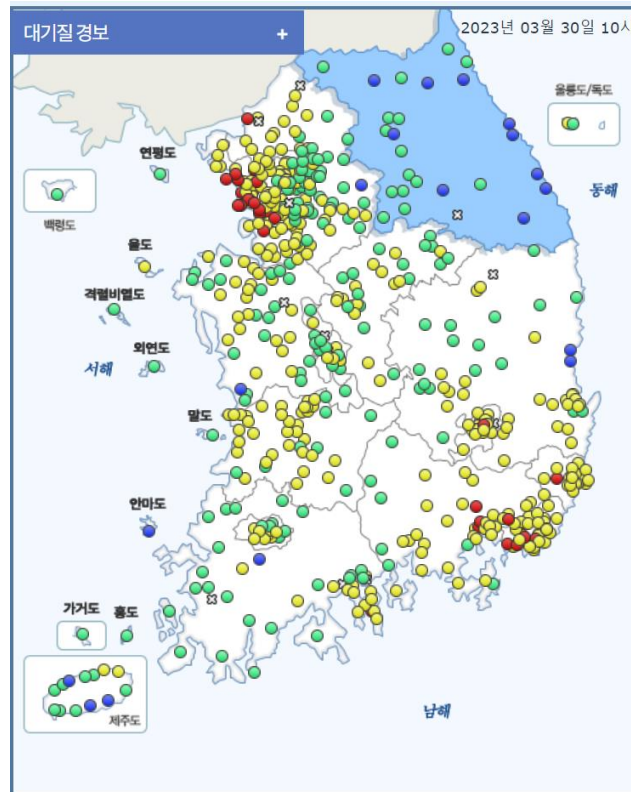 대기질 경보 +
2023년 03월 30일 10시
울릉도/독도
연평도
동해
백령도
울도
격렬비열도
외연도
서해
말도
안마도
가거도
홍도
제주도
남해